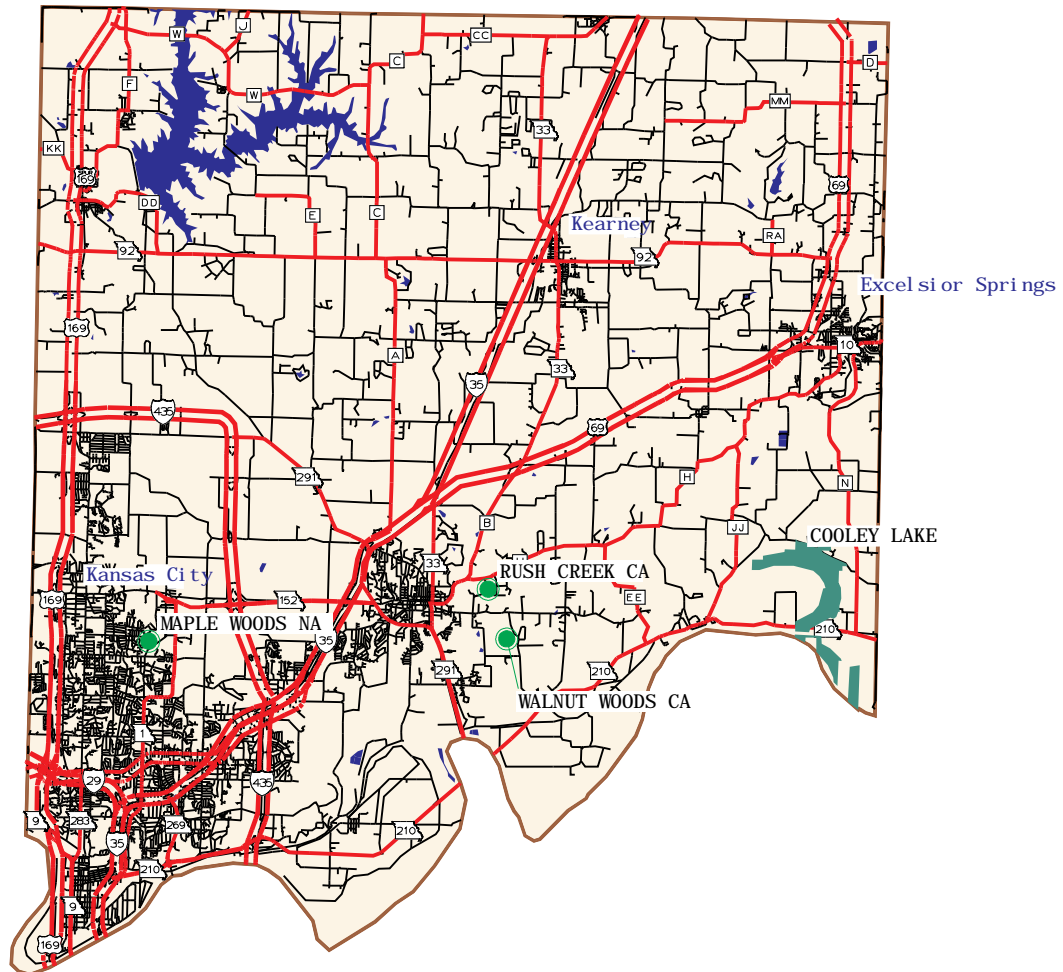 J
W
CC
C
D
F
W
MM
33
KK
169
69
DD
E
C
Kearney
RA
92
92
Excelsior Springs
169
10
A
33
35
435
69
291
H
N
B
JJ
COOLEY LAKE
33
RUSH CREEK CA
Kansas City
169
152
EE
MAPLE WOODS NA
210
35
291
210
WALNUT WOODS CA
1
29
435
9
283
269
210
35
210
9
169